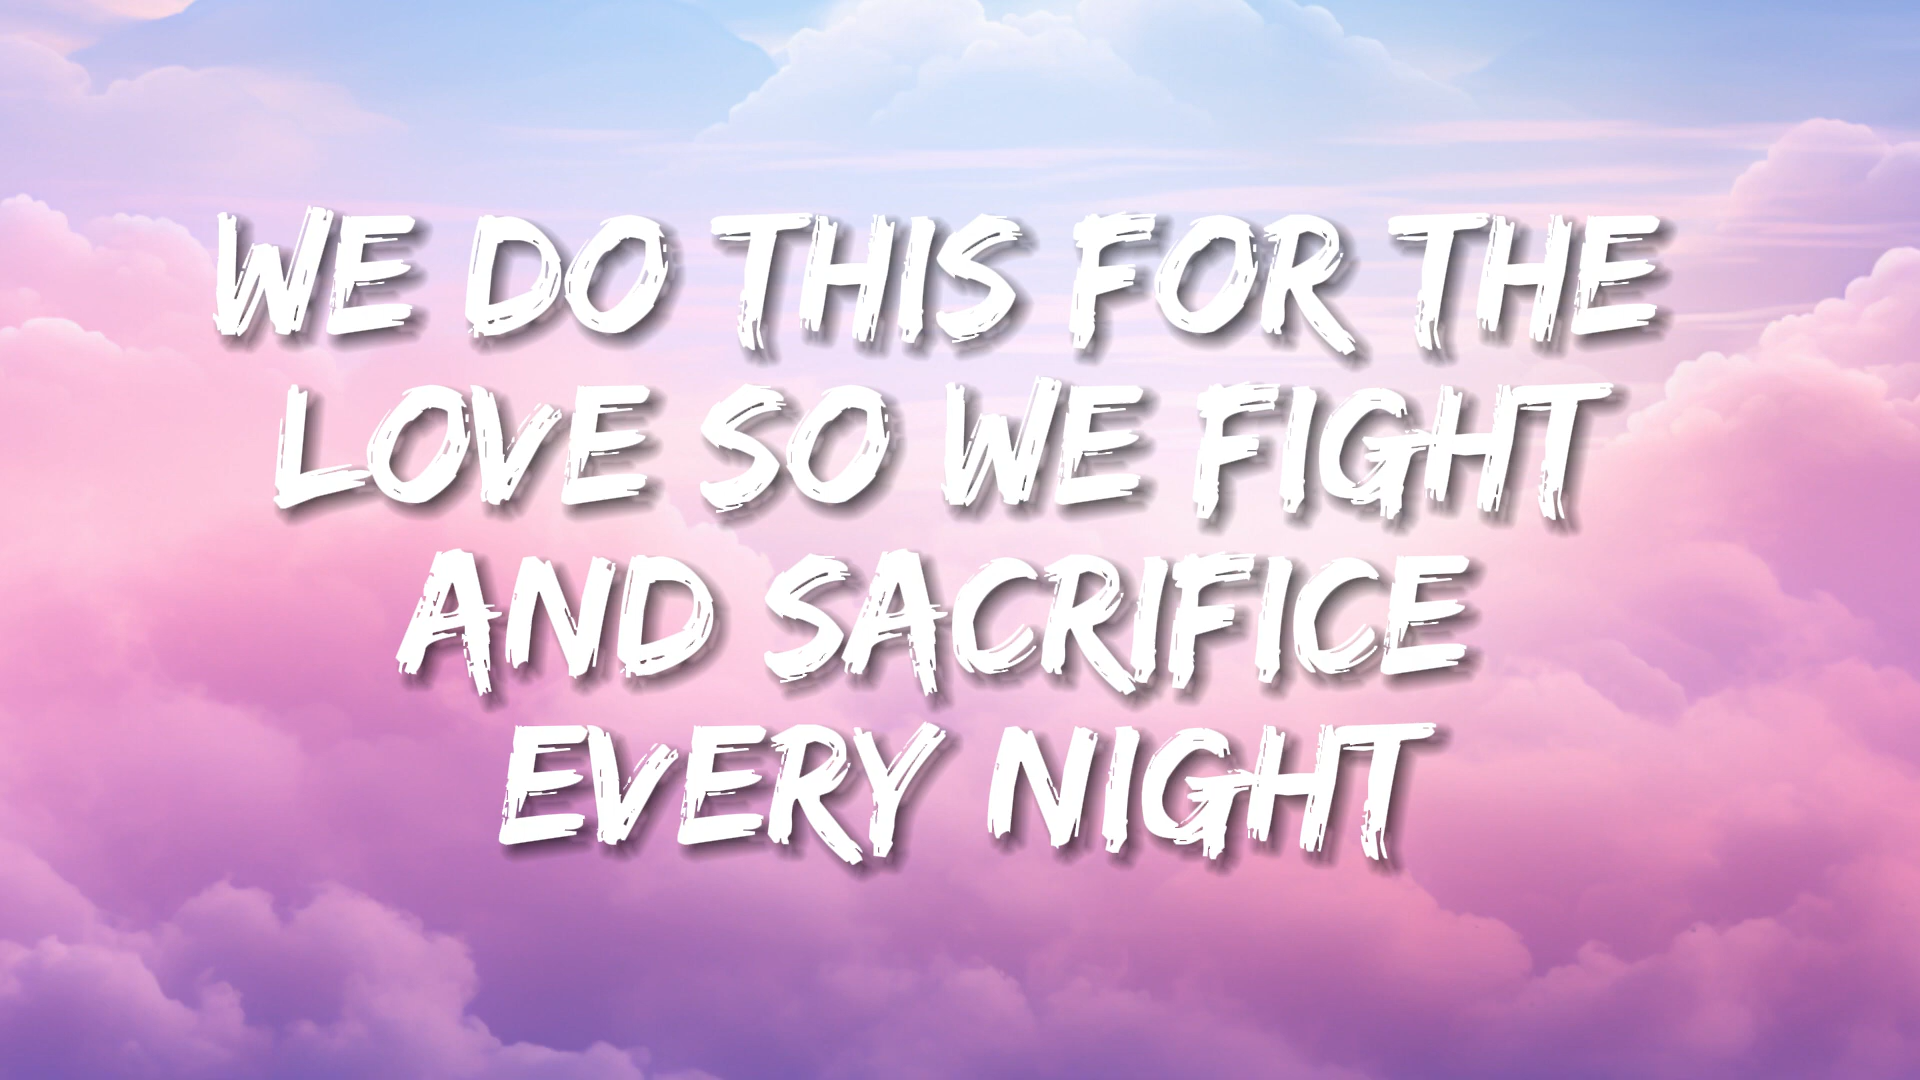 WE DO THIS FOR THE
LOVE SO WE FIGHT
AND SACRIFICE
EVERY NIGHT